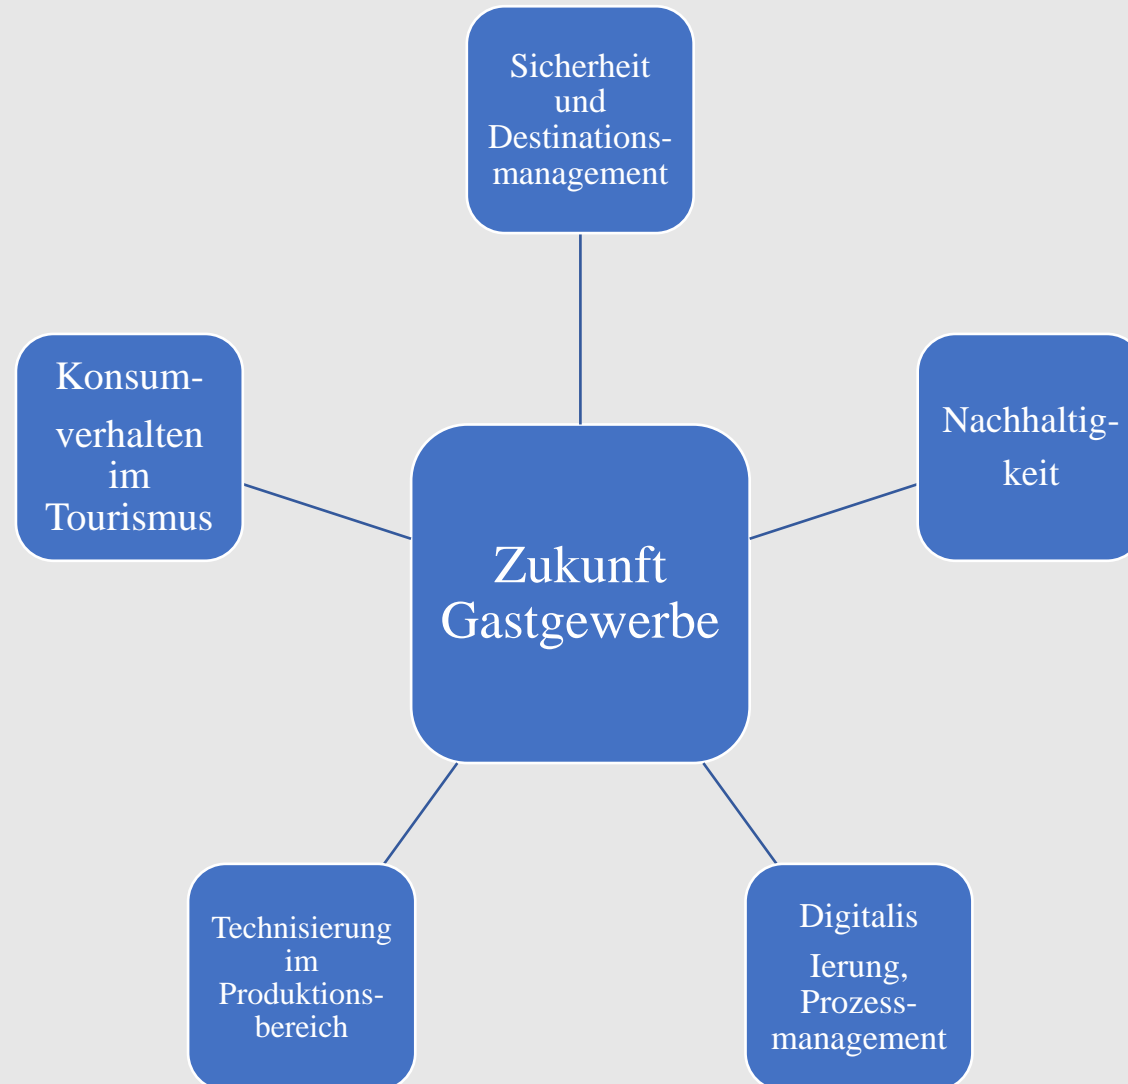 Sicherheit
und
Destinations-
management
Konsum-
verhalten
im
Tourismus
Nachhaltig-
keit
Zukunft
Gastgewerbe
Technisierung
im
Produktions-
bereich
Digitalis
Ierung,
Prozess-
management